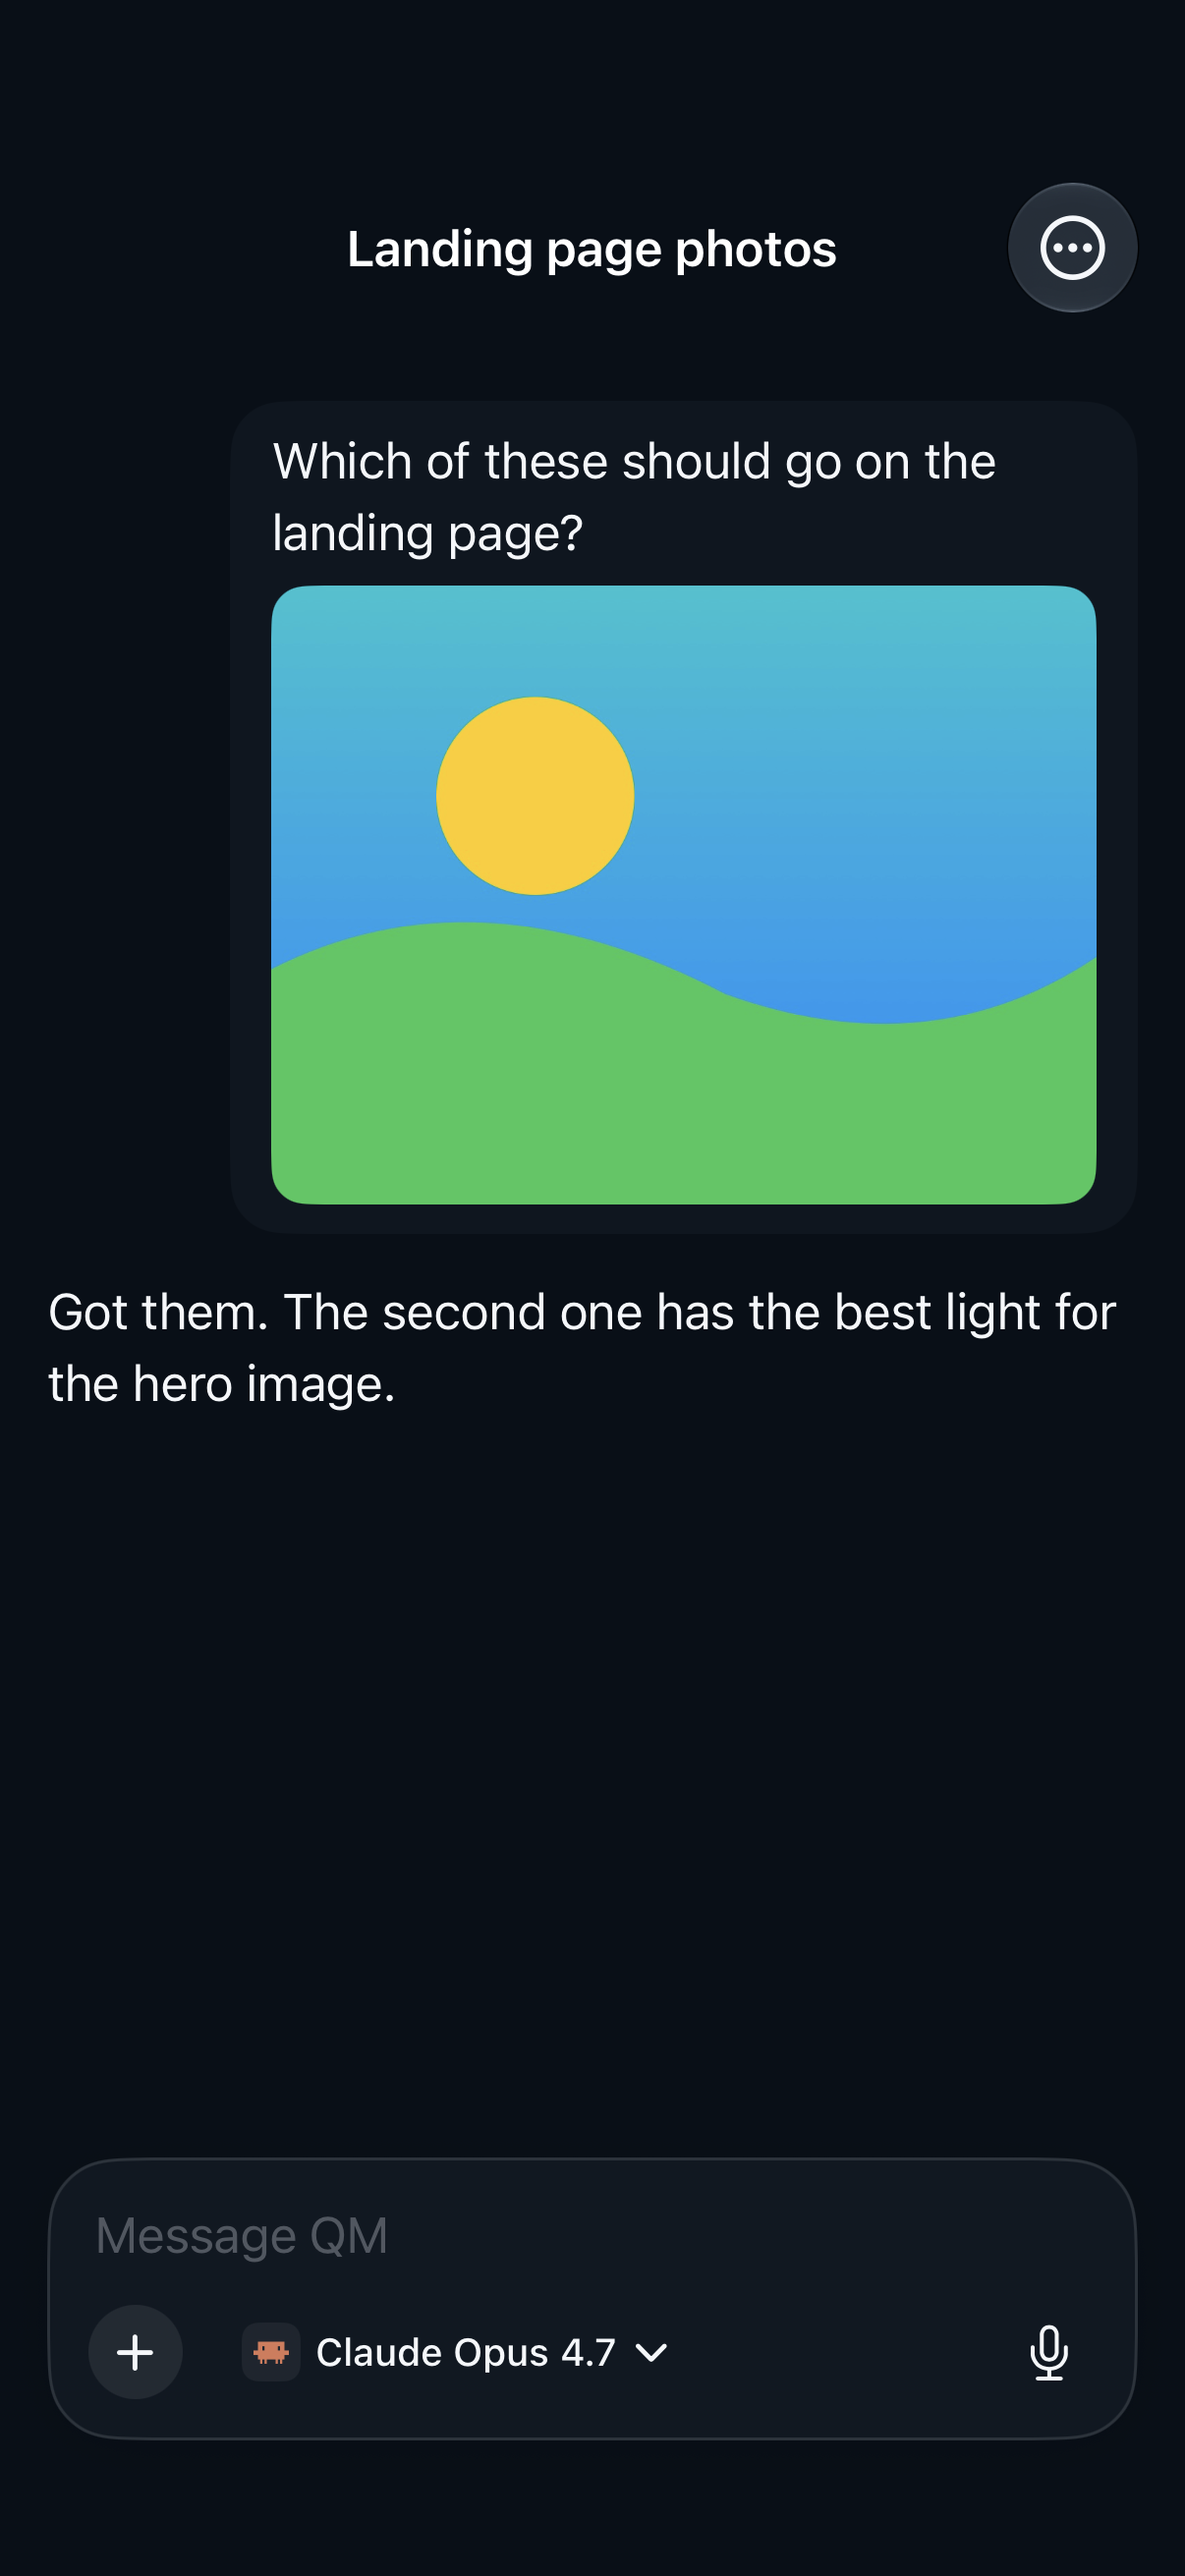 Landing page photos
Which of these should go on the
landing page?
Got them. The second one has the best light for
the hero image.
Message QM
Claude Opus 4.7